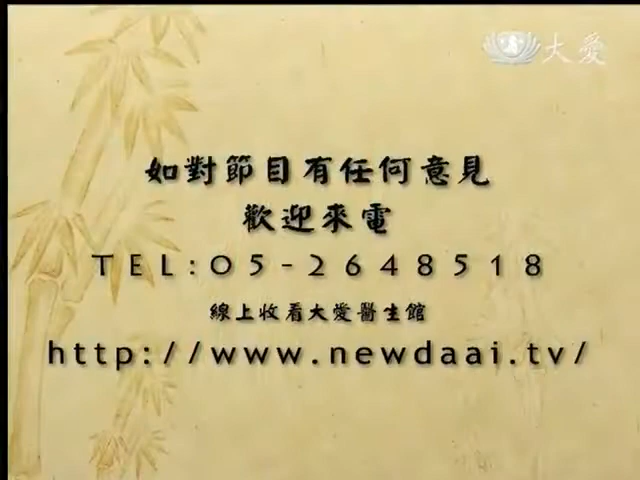 大愛
如對節目有任何意見
歡迎來電
TEL:05-2648518
線上收看大愛醫生館
http://www.newdaai.tv/